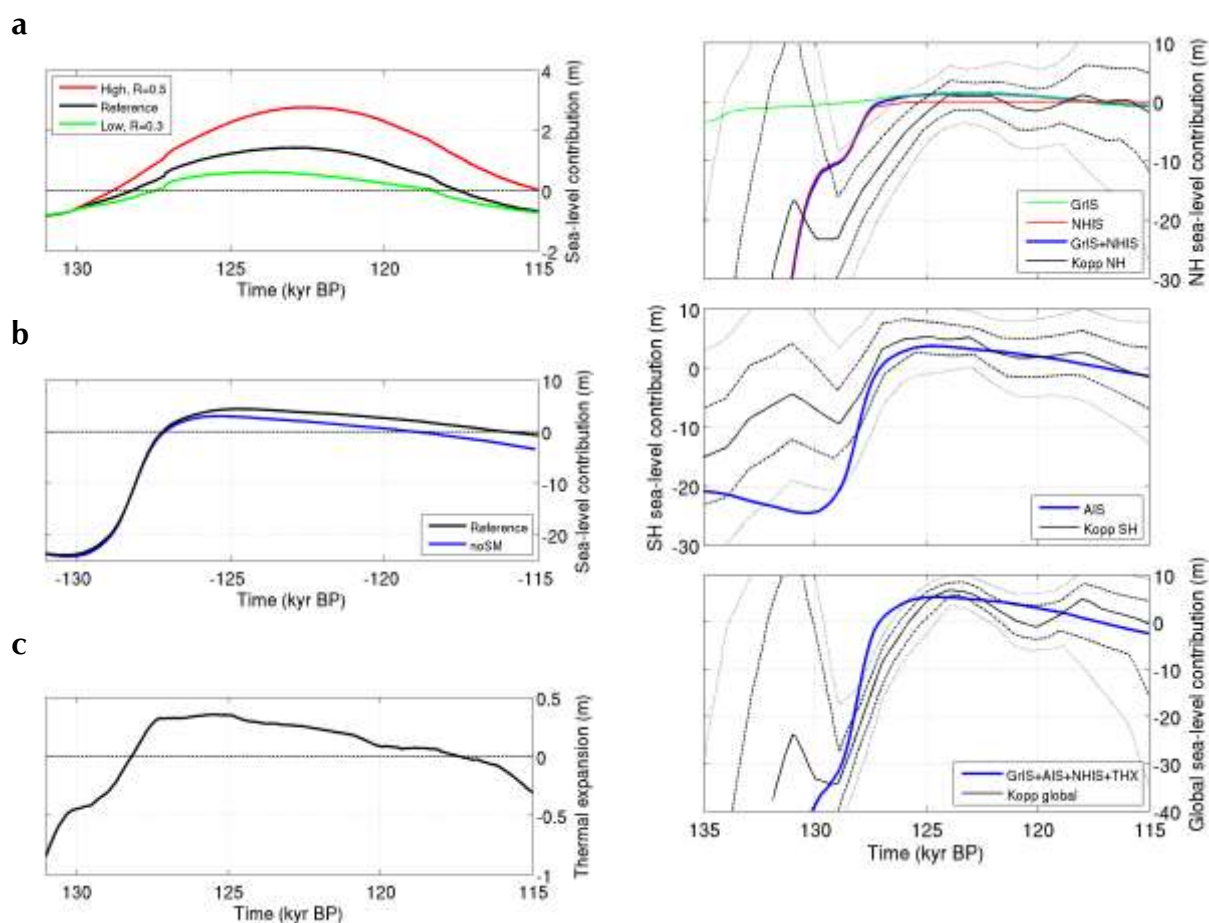 a
4
High, R=0.5
Reference
Low, R=0.3
2
0
-2
130
125
120
115
Time (kyr BP)
Sea-level contribution (m)
b
10
0
-10
-20
Reference
noSM
-130
-125
-120
-115
Time (kyr BP)
Sea-level contribution (m)
c
0.5
0
-0.5
-1
130
125
120
115
Time (kyr BP)
Thermal expansion (m)
10
0
-10
-20
-30
GrIS
NHIS
GrIS+NHIS
Kopp NH
NH sea-level contribution (m)
10
0
-10
-20
-30
AIS
Kopp SH
SH sea-level contribution (m)
10
0
-10
-20
-30
-40
GrIS+AIS+NHIS+THX
Kopp global
135
130
125
120
115
Time (kyr BP)
Global sea-level contribution (m)